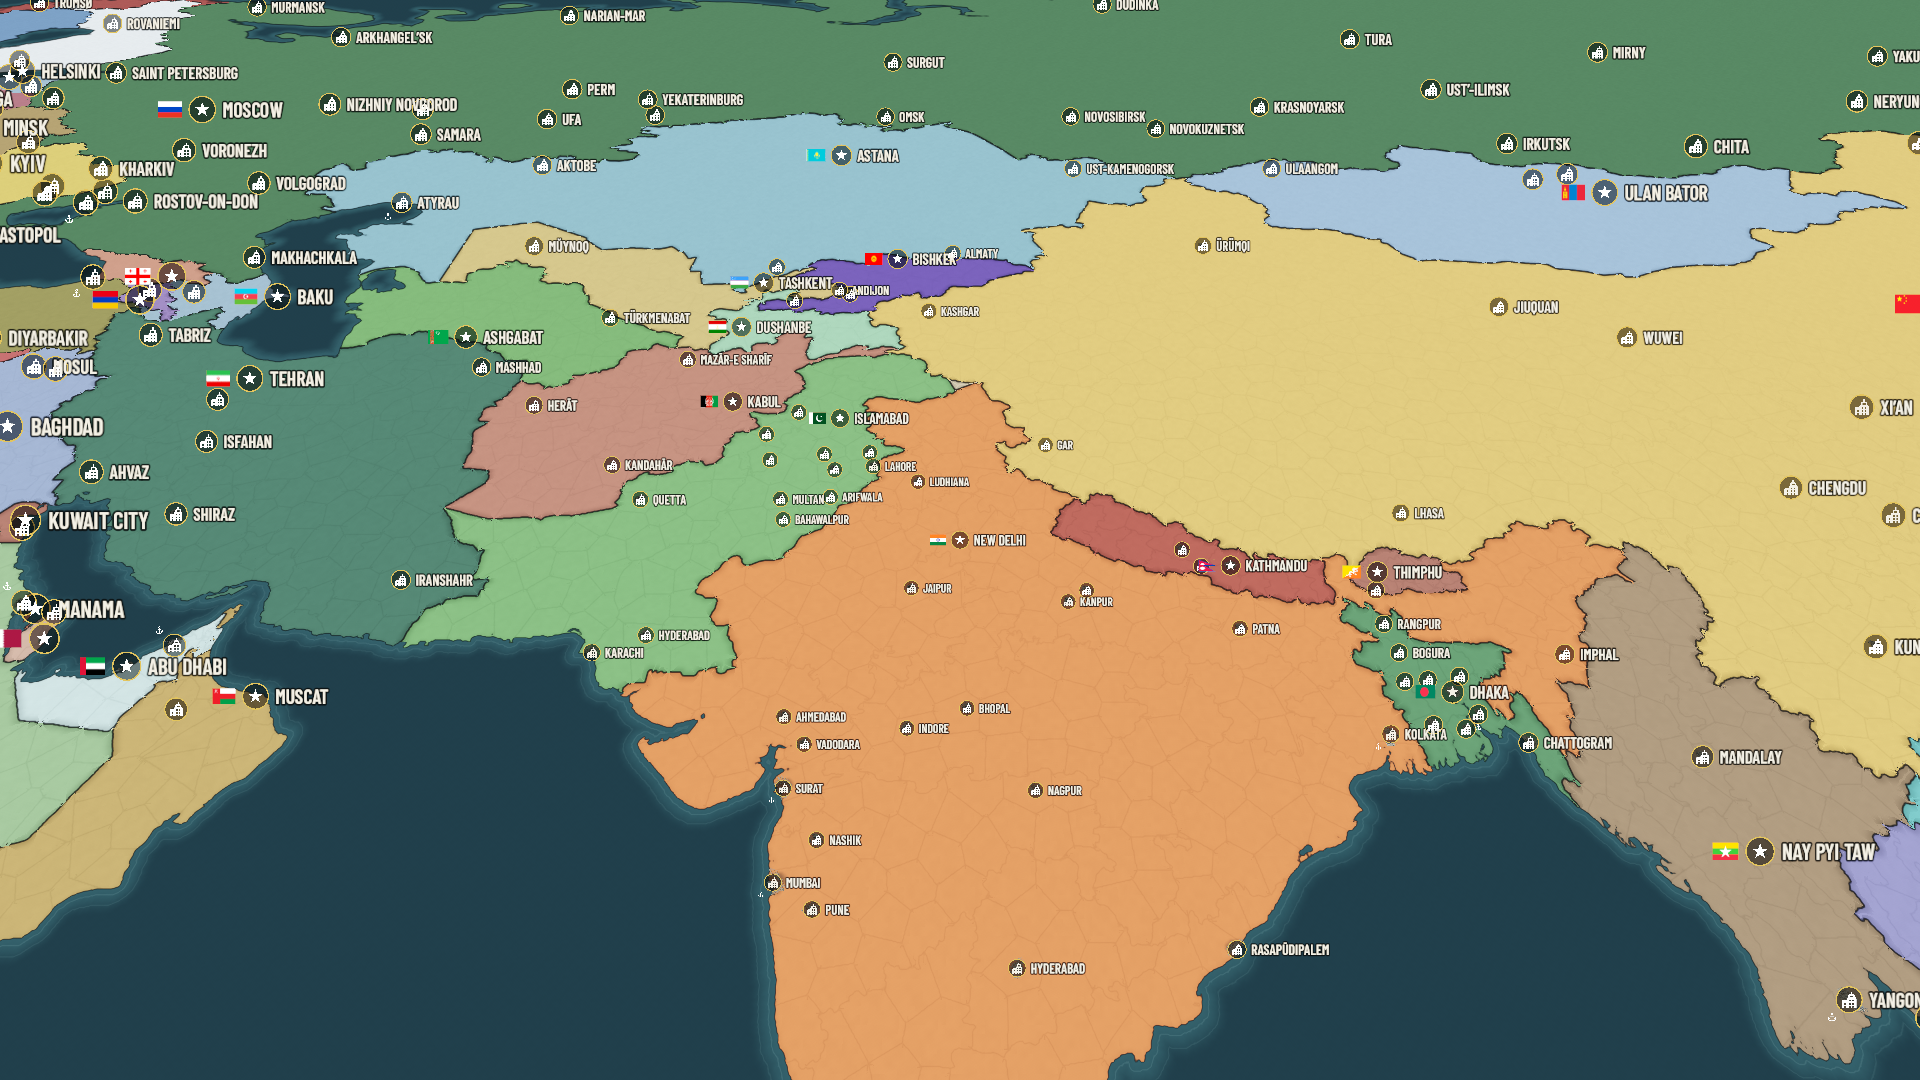 TROMSØ
MURMANSK
NARIAN-MAR
DUDINKA
ROVANIEMI
ARKHANGEL'SK
TURA
MIRNY
YAKU
SURGUT
HELSINKI
SAINT PETERSBURG
PERM
UST'-ILIMSK
GA
MOSCOW
NIZHNIY NOVGOROD
YEKATERINBURG
KRASNOYARSK
NERYUN
MINSK
SAMARA
UFA
OMSK
NOVOSIBIRSK
NOVOKUZNETSK
IRKUTSK
CHITA
KYIV
VORONEZH
ASTANA
KHARKIV
AKTOBE
UST-KAMENOGORSK
ULAANGOM
VOLGOGRAD
ULAN BATOR
ROSTOV-ON-DON
ATYRAU
ASTOPOL
MŬYNOQ
ÜRÜMQI
MAKHACHKALA
BISHKEK
ALMATY
TASHKENT
ANDIJON
BAKU
JIUQUAN
KASHGAR
TÜRKMENABAT
DUSHANBE
DIYARBAKIR
TABRIZ
ASHGABAT
WUWEI
MOSUL
MASHHAD
MAZĀR-E SHARĪF
TEHRAN
HERĀT
KABUL
XI'AN
ISLAMABAD
BAGHDAD
ISFAHAN
GAR
AHVAZ
KANDAHĀR
LAHORE
LUDHIANA
CHENGDU
QUETTA
MULTAN
ARIFWALA
KUWAIT CITY
SHIRAZ
BAHAWALPUR
LHASA
C
NEW DELHI
IRANSHAHR
KATHMANDU
THIMPHU
JAIPUR
KANPUR
MANAMA
PATNA
RANGPUR
HYDERABAD
KARACHI
BOGURA
IMPHAL
KUN
ABU DHABI
MUSCAT
DHAKA
AHMEDABAD
BHOPAL
INDORE
KOLKATA
VADODARA
CHATTOGRAM
MANDALAY
SURAT
NAGPUR
NASHIK
NAY PYI TAW
MUMBAI
PUNE
RASAPŪDIPALEM
HYDERABAD
YANGON